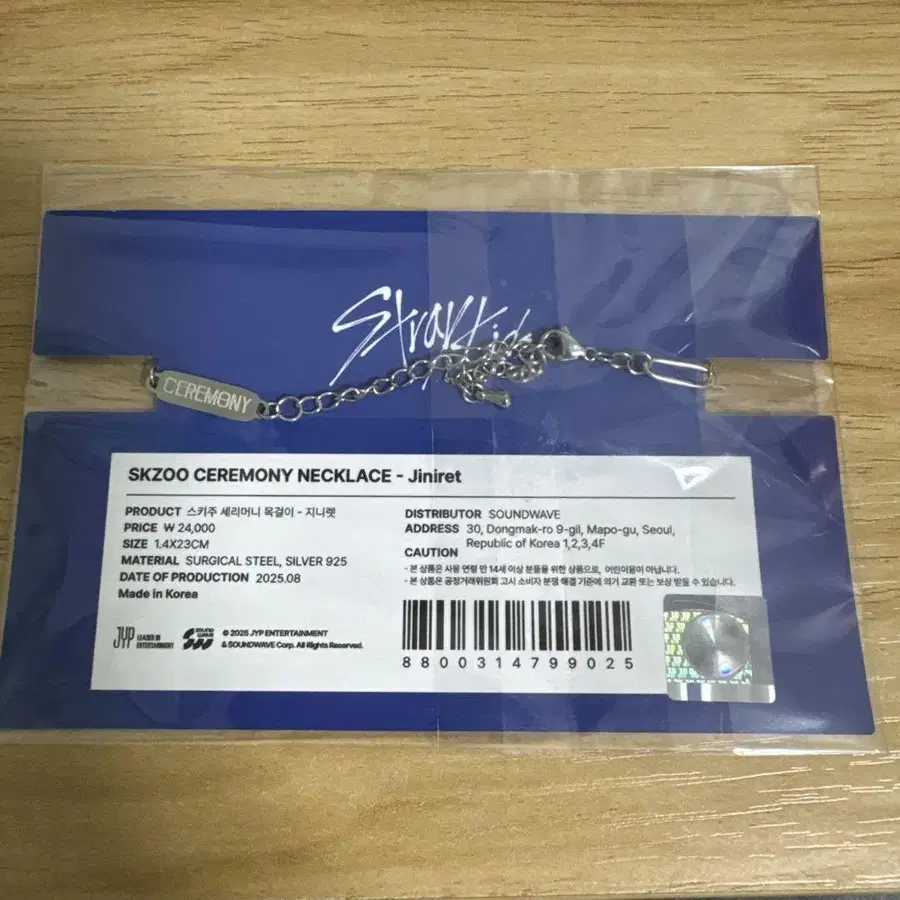 Stray Kids
CEREMONY
SKZOO CEREMONY NECKLACE - Jiniret
PRODUCT 스키주 세리머니 목걸이 - 지니렛
PRICE ₩ 24,000
SIZE 1.4X23CM
MATERIAL SURGICAL STEEL, SILVER 925
DATE OF PRODUCTION 2025.08
Made in Korea
DISTRIBUTOR SOUNDWAVE
ADDRESS 30, Dongmak-ro 9-gil, Mapo-gu, Seoul,
Republic of Korea 1,2,3,4F
CAUTION
- 본 상품은 사용 연령 만 14세 이상 분들을 위한 상품으로, 어린이용이 아닙니다.
- 본 상품은 공정거래위원회 고시 소비자 분쟁 해결 기준에 의거 교환 또는 보상 받을 수 있습니다.
JYP LEADER IN
ENTERTAINMENT
SOUND
WAVE
© 2025 JYP ENTERTAINMENT
& SOUNDWAVE Corp. All Rights Reserved.
8800314799025
JYP